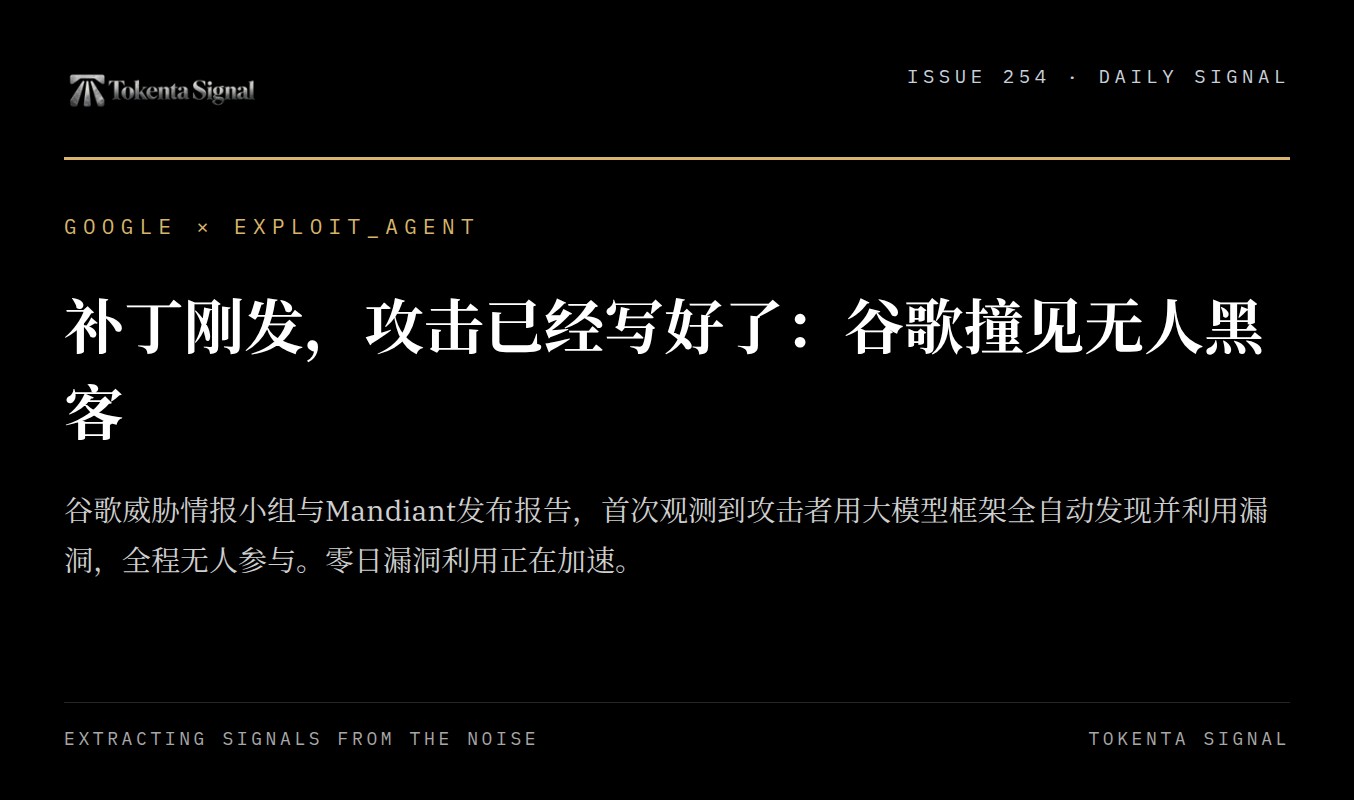 Tokenta Signal
ISSUE 254 · DAILY SIGNAL
GOOGLE × EXPLOIT_AGENT
补丁刚发，攻击已经写好了：谷歌撞见无人黑
客
谷歌威胁情报小组与Mandiant发布报告，首次观测到攻击者用大模型框架全自动发现并利用漏
洞，全程无人参与。零日漏洞利用正在加速。
EXTRACTING SIGNALS FROM THE NOISE
TOKENTA SIGNAL